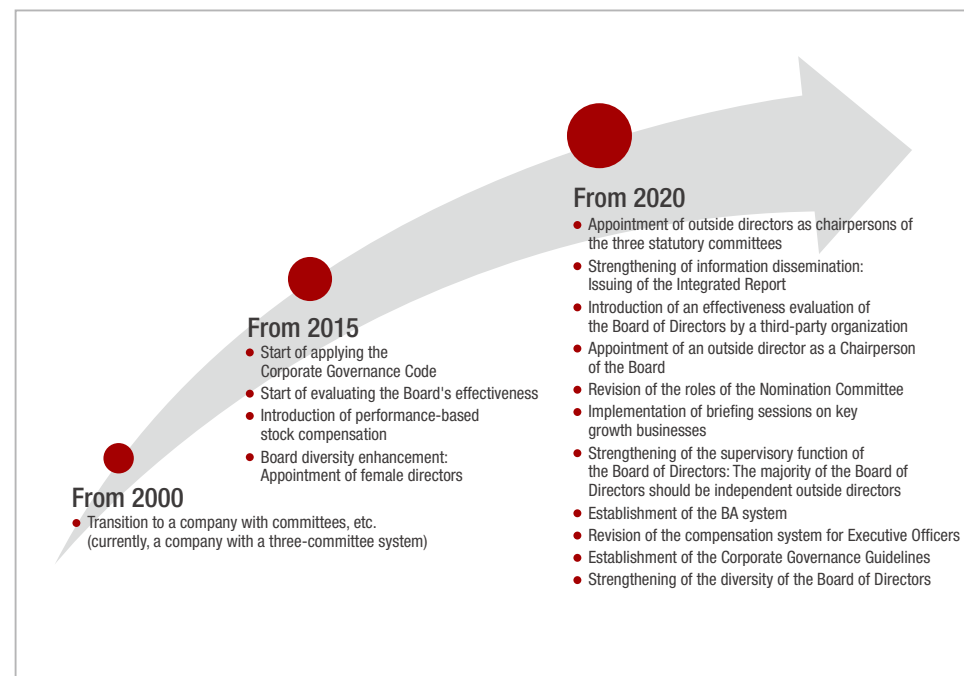 From 2000
● Transition to a company with committees, etc.
(currently, a company with a three-committee system)
From 2015
● Start of applying the
Corporate Governance Code
● Start of evaluating the Board's effectiveness
● Introduction of performance-based
stock compensation
● Board diversity enhancement:
Appointment of female directors
From 2020
● Appointment of outside directors as chairpersons of
the three statutory committees
● Strengthening of information dissemination:
Issuing of the Integrated Report
● Introduction of an effectiveness evaluation of
the Board of Directors by a third-party organization
● Appointment of an outside director as a Chairperson
of the Board
● Revision of the roles of the Nomination Committee
● Implementation of briefing sessions on key
growth businesses
● Strengthening of the supervisory function of
the Board of Directors: The majority of the Board of
Directors should be independent outside directors
● Establishment of the BA system
● Revision of the compensation system for Executive Officers
● Establishment of the Corporate Governance Guidelines
● Strengthening of the diversity of the Board of Directors